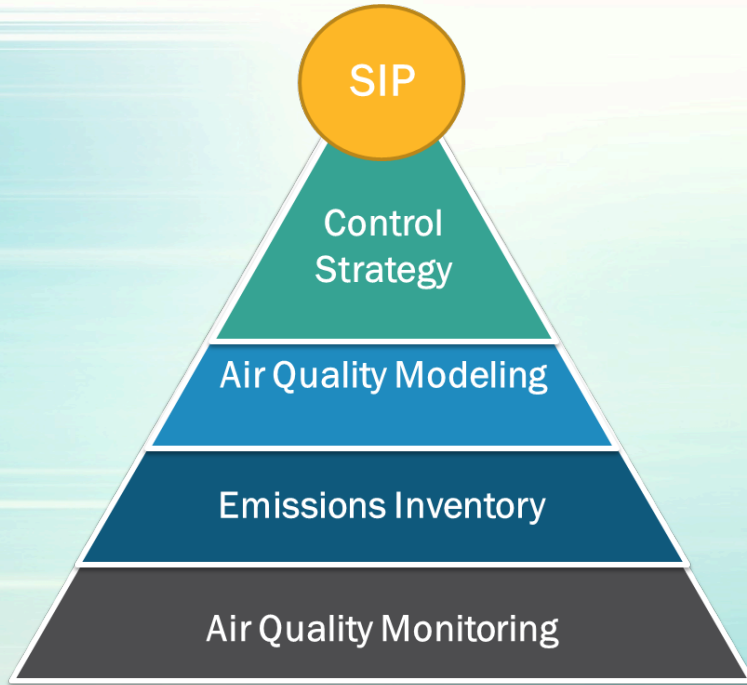 SIP
Control
Strategy
Air Quality Modeling
Emissions Inventory
Air Quality Monitoring